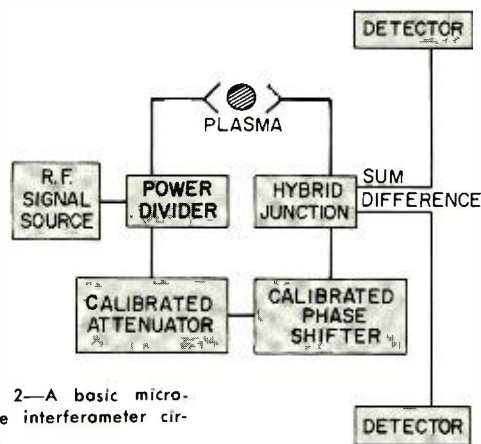 DETECTOR
PLASMA
R.F.
SIGNAL
SOURCE
POWER
DIVIDER
HYBRID
JUNCTION
SUM
DIFFERENCE
CALIBRATED
ATTENUATOR
CALIBRATED
PHASE
SHIFTER
2—A basic micro-
e interferometer cir-
DETECTOR